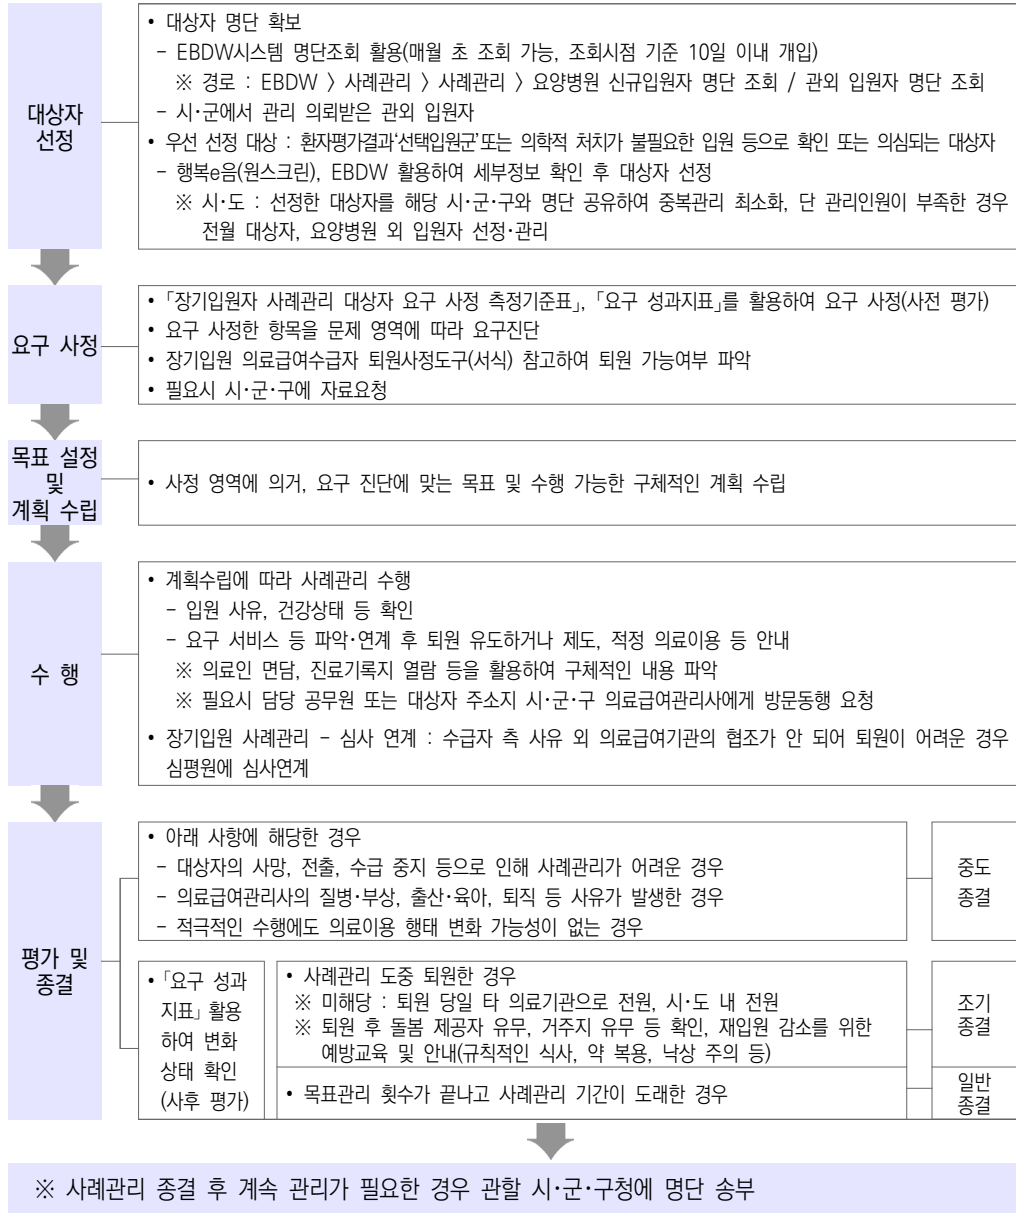 대상자
선정
• 대상자 명단 확보
- EBDW시스템 명단조회 활용(매월 초 조회 가능, 조회시점 기준 10일 이내 개입)
※ 경로 : EBDW 〉 사례관리 〉 사례관리 〉 요양병원 신규입원자 명단 조회 / 관외 입원자 명단 조회
- 시·군에서 관리 의뢰받은 관외 입원자
• 우선 선정 대상 : 환자평가결과‘선택입원군’또는 의학적 처치가 불필요한 입원 등으로 확인 또는 의심되는 대상자
- 행복e음(원스크린), EBDW 활용하여 세부정보 확인 후 대상자 선정
※ 시·도 : 선정한 대상자를 해당 시·군·구와 명단 공유하여 중복관리 최소화, 단 관리인원이 부족한 경우
전월 대상자, 요양병원 외 입원자 선정·관리
요구 사정
• 「장기입원자 사례관리 대상자 요구 사정 측정기준표」, 「요구 성과지표」를 활용하여 요구 사정(사전 평가)
• 요구 사정한 항목을 문제 영역에 따라 요구진단
• 장기입원 의료급여수급자 퇴원사정도구(서식) 참고하여 퇴원 가능여부 파악
• 필요시 시·군·구에 자료요청
목표 설정
및
계획 수립
• 사정 영역에 의거, 요구 진단에 맞는 목표 및 수행 가능한 구체적인 계획 수립
수 행
• 계획수립에 따라 사례관리 수행
- 입원 사유, 건강상태 등 확인
- 요구 서비스 등 파악·연계 후 퇴원 유도하거나 제도, 적정 의료이용 등 안내
※ 의료인 면담, 진료기록지 열람 등을 활용하여 구체적인 내용 파악
※ 필요시 담당 공무원 또는 대상자 주소지 시·군·구 의료급여관리사에게 방문동행 요청
• 장기입원 사례관리 - 심사 연계 : 수급자 측 사유 외 의료급여기관의 협조가 안 되어 퇴원이 어려운 경우
심평원에 심사연계
평가 및
종결
• 아래 사항에 해당한 경우
- 대상자의 사망, 전출, 수급 중지 등으로 인해 사례관리가 어려운 경우
- 의료급여관리사의 질병·부상, 출산·육아, 퇴직 등 사유가 발생한 경우
- 적극적인 수행에도 의료이용 행태 변화 가능성이 없는 경우
중도
종결
• 「요구 성과
지표」 활용
하여 변화
상태 확인
(사후 평가)
• 사례관리 도중 퇴원한 경우
※ 미해당 : 퇴원 당일 타 의료기관으로 전원, 시·도 내 전원
※ 퇴원 후 돌봄 제공자 유무, 거주지 유무 등 확인, 재입원 감소를 위한
예방교육 및 안내(규칙적인 식사, 약 복용, 낙상 주의 등)
조기
종결
• 목표관리 횟수가 끝나고 사례관리 기간이 도래한 경우
일반
종결
※ 사례관리 종결 후 계속 관리가 필요한 경우 관할 시·군·구청에 명단 송부